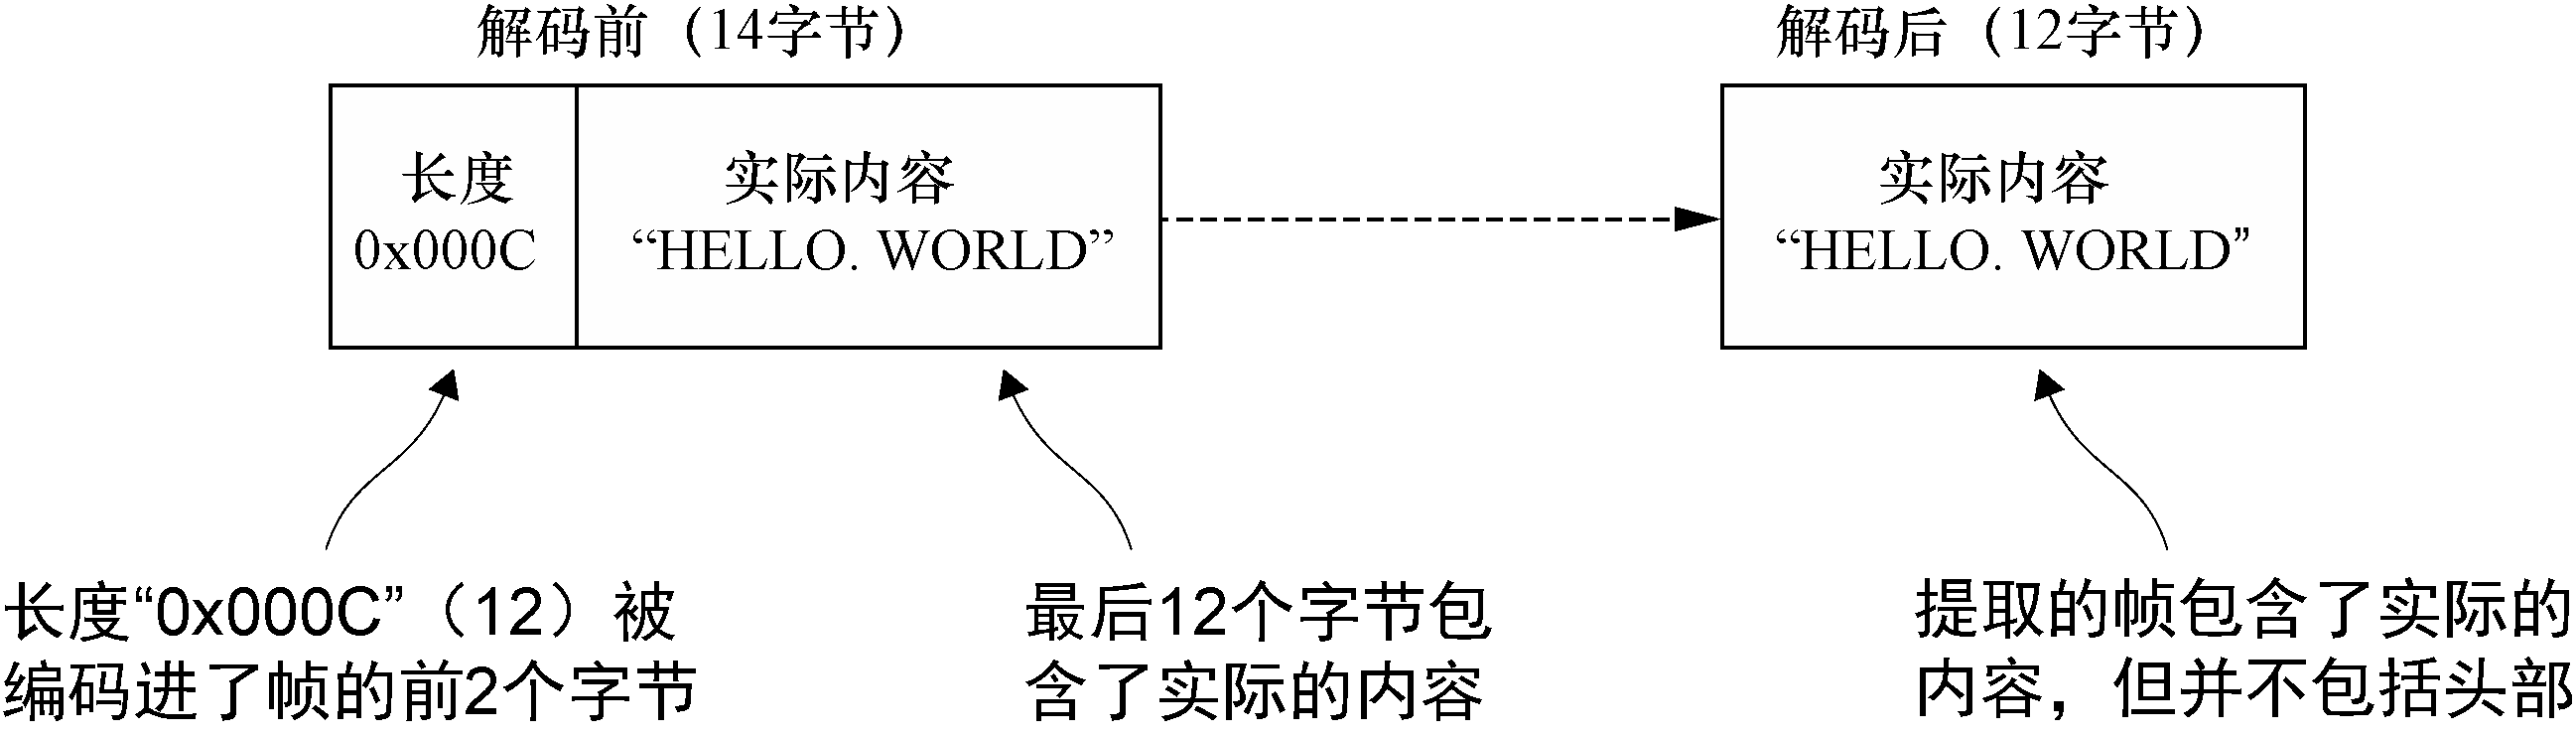 解码前（14字节）
解码后（12字节）
长度
0x000C
实际内容
“HELLO. WORLD”
实际内容
“HELLO. WORLD”
长度“0x000C”（12）被
编码进了帧的前2个字节
最后12个字节包
含了实际的内容
提取的帧包含了实际的
内容，但并不包括头部